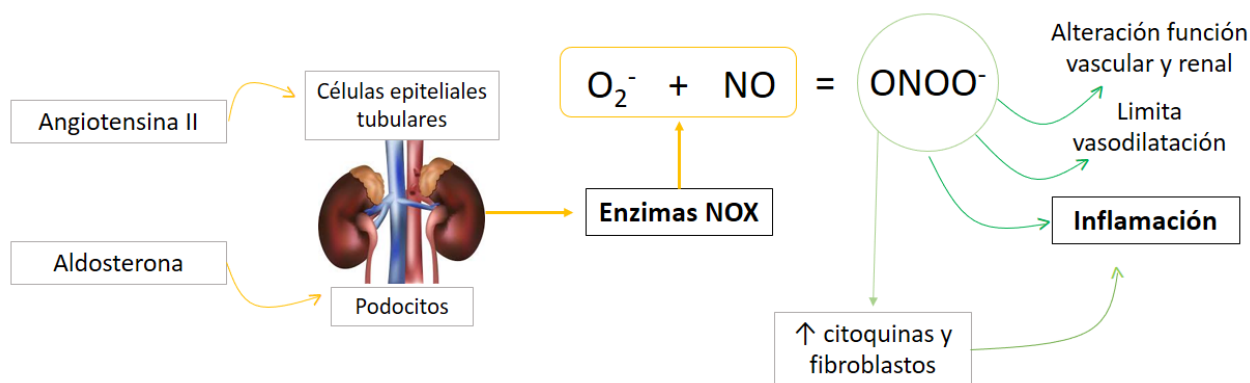 Angiotensina II
Aldosterona
Células epiteliales
tubulares
Podocitos
Enzimas NOX
O₂⁻ + NO = ONOO⁻
Alteración función
vascular y renal
Limita
vasodilatación
Inflamación
↑ citoquinas y
fibroblastos